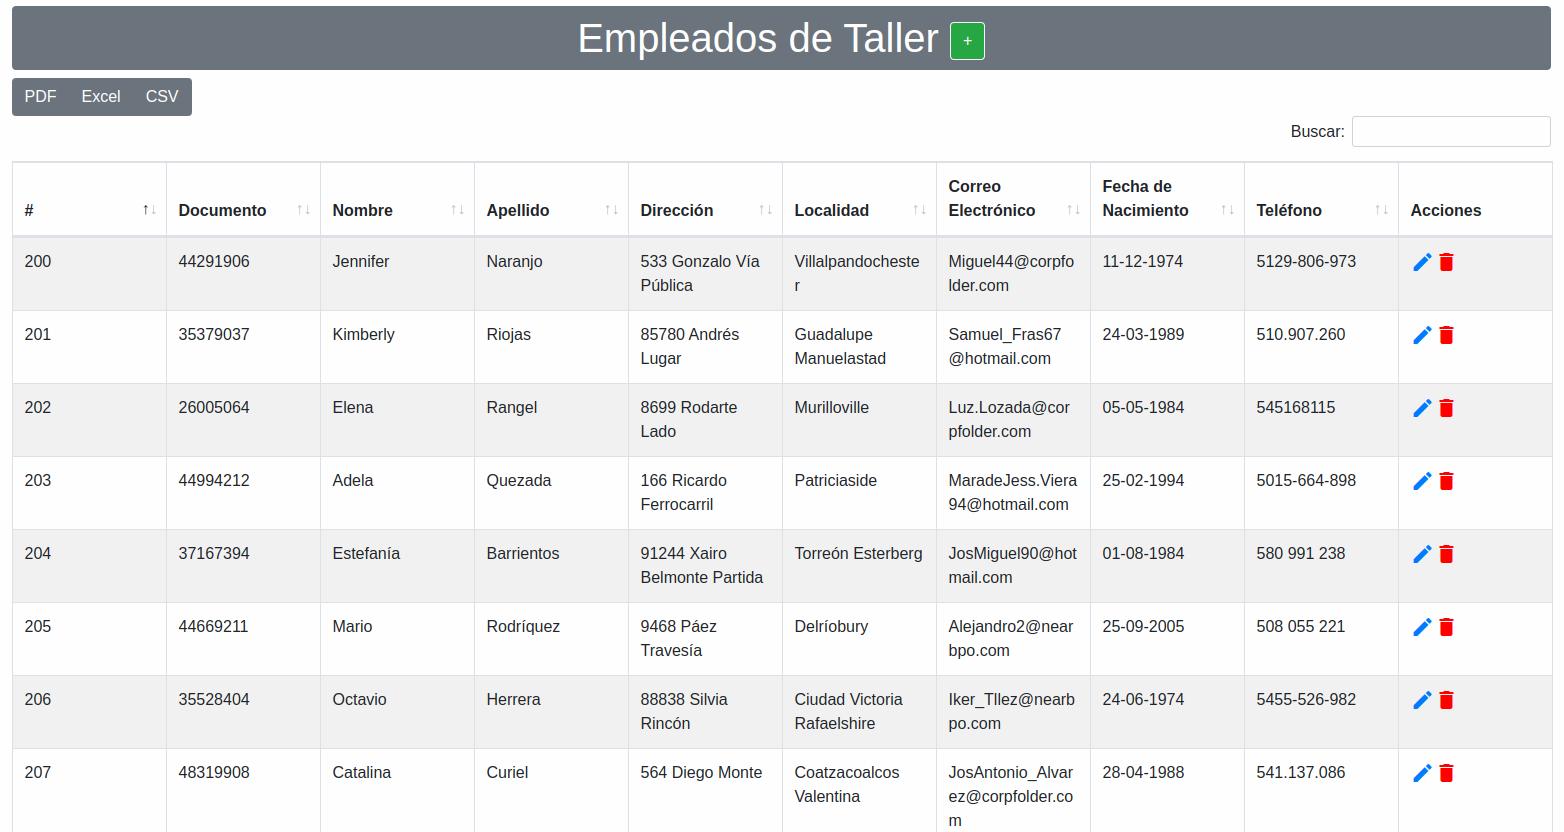 Empleados de Taller +
PDF Excel CSV
Buscar:
# Documento Nombre Apellido Dirección Localidad Correo Electrónico Fecha de Nacimiento Teléfono Acciones
200 44291906 Jennifer Naranjo 533 Gonzalo Vía Pública Villalpandochester Miguel44@corpfolder.com 11-12-1974 5129-806-973
201 35379037 Kimberly Riojas 85780 Andrés Lugar Guadalupe Manuelastad Samuel_Fras67@hotmail.com 24-03-1989 510.907.260
202 26005064 Elena Rangel 8699 Rodarte Lado Murilloville Luz.Lozada@corpfolder.com 05-05-1984 545168115
203 44994212 Adela Quezada 166 Ricardo Ferrocarril Patriciaside MaradeJess.Viera94@hotmail.com 25-02-1994 5015-664-898
204 37167394 Estefanía Barrientos 91244 Xairo Belmonte Partida Torreón Esterberg JosMiguel90@hotmail.com 01-08-1984 580 991 238
205 44669211 Mario Rodríquez 9468 Páez Travesía Delríobury Alejandro2@nearbpo.com 25-09-2005 508 055 221
206 35528404 Octavio Herrera 88838 Silvia Rincón Ciudad Victoria Rafaelshire Iker_Tllez@nearbpo.com 24-06-1974 5455-526-982
207 48319908 Catalina Curiel 564 Diego Monte Coatzacoalcos Valentina JosAntonio_Alvarez@corpfolder.com 28-04-1988 541.137.086